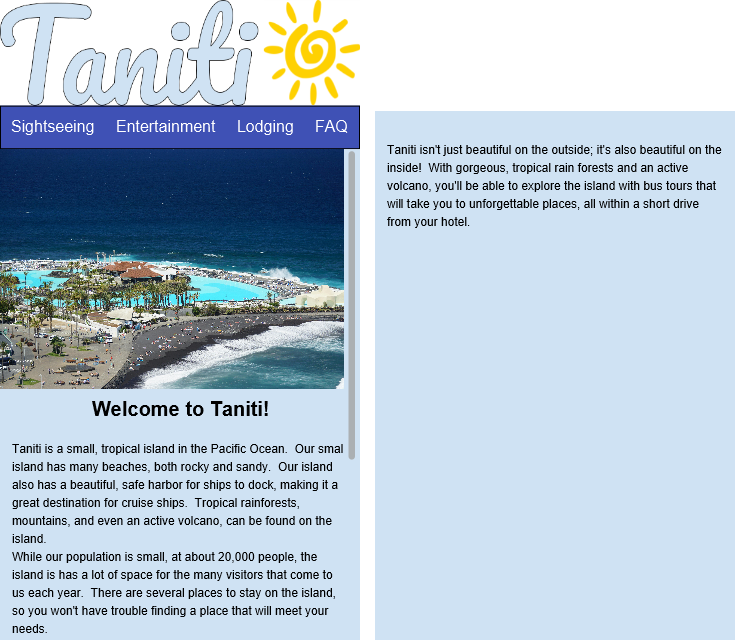 Taniti
Sightseeing Entertainment Lodging FAQ
Welcome to Taniti!
Taniti is a small, tropical island in the Pacific Ocean.  Our smal
island has many beaches, both rocky and sandy.  Our island
also has a beautiful, safe harbor for ships to dock, making it a
great destination for cruise ships.  Tropical rainforests,
mountains, and even an active volcano, can be found on the
island.
While our population is small, at about 20,000 people, the
island is has a lot of space for the many visitors that come to
us each year.  There are several places to stay on the island,
so you won't have trouble finding a place that will meet your
needs.
Taniti isn't just beautiful on the outside; it's also beautiful on the
inside!  With gorgeous, tropical rain forests and an active
volcano, you'll be able to explore the island with bus tours that
will take you to unforgettable places, all within a short drive
from your hotel.